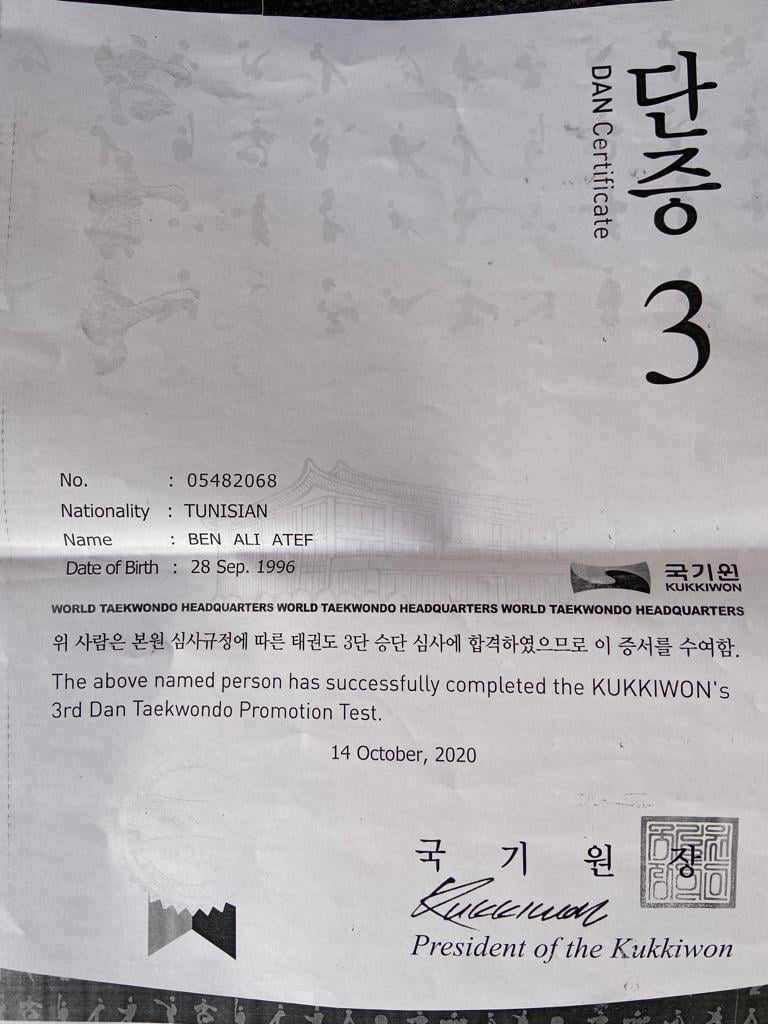 단증
DAN Certificate
3
No. : 05482068
Nationality : TUNISIAN
Name : BEN ALI ATEF
Date of Birth : 28 Sep. 1996
국기원
KUKKIWON
WORLD TAEKWONDO HEADQUARTERS WORLD TAEKWONDO HEADQUARTERS WORLD TAEKWONDO HEADQUARTERS
위 사람은 본원 심사규정에 따른 태권도 3단 승단 심사에 합격하였으므로 이 증서를 수여함.
The above named person has successfully completed the KUKKIWON's
3rd Dan Taekwondo Promotion Test.
14 October, 2020
국 기 원 장
Kukkiwon
President of the Kukkiwon